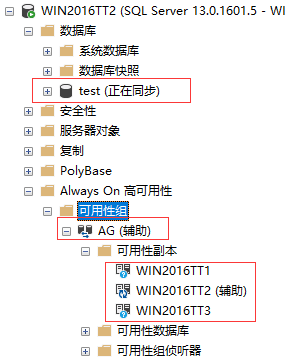 WIN2016TT2 (SQL Server 13.0.1601.5 - WI
数据库
系统数据库
数据库快照
test (正在同步)
安全性
服务器对象
复制
PolyBase
Always On 高可用性
可用性组
AG (辅助)
可用性副本
WIN2016TT1
WIN2016TT2 (辅助)
WIN2016TT3
可用性数据库
可用性组侦听器